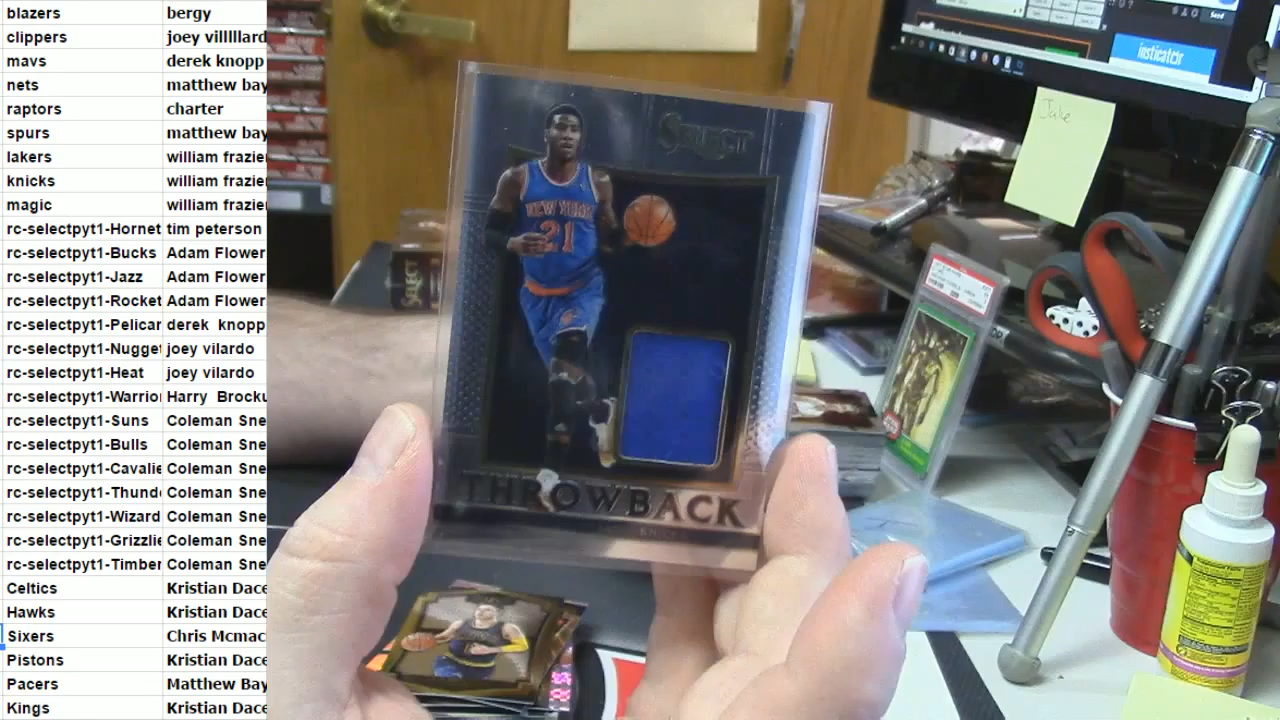 blazers bergy
clippers joey villlllard
mavs derek knopp
nets matthew bay
raptors charter
spurs matthew bay
lakers william frazie
knicks william frazie
magic william frazie
rc-selectpyt1-Hornet tim peterson
rc-selectpyt1-Bucks Adam Flower
rc-selectpyt1-Jazz Adam Flower
rc-selectpyt1-Rocket Adam Flower
rc-selectpyt1-Pelican derek knopp
rc-selectpyt1-Nugget joey vilardo
rc-selectpyt1-Heat joey vilardo
rc-selectpyt1-Warrio Harry Brocku
rc-selectpyt1-Suns Coleman Sne
rc-selectpyt1-Bulls Coleman Sne
rc-selectpyt1-Cavalie Coleman Sne
rc-selectpyt1-Thund Coleman Sne
rc-selectpyt1-Wizard Coleman Sne
rc-selectpyt1-Grizzlie Coleman Sne
rc-selectpyt1-Timber Coleman Sne
Celtics Kristian Dace
Hawks Kristian Dace
Sixers Chris Mcmac
Pistons Kristian Dace
Pacers Matthew Bay
Kings Kristian Dace
SELECT
NEW YORK
21
THROWBACK
SELECT
Send
insticator
Jake